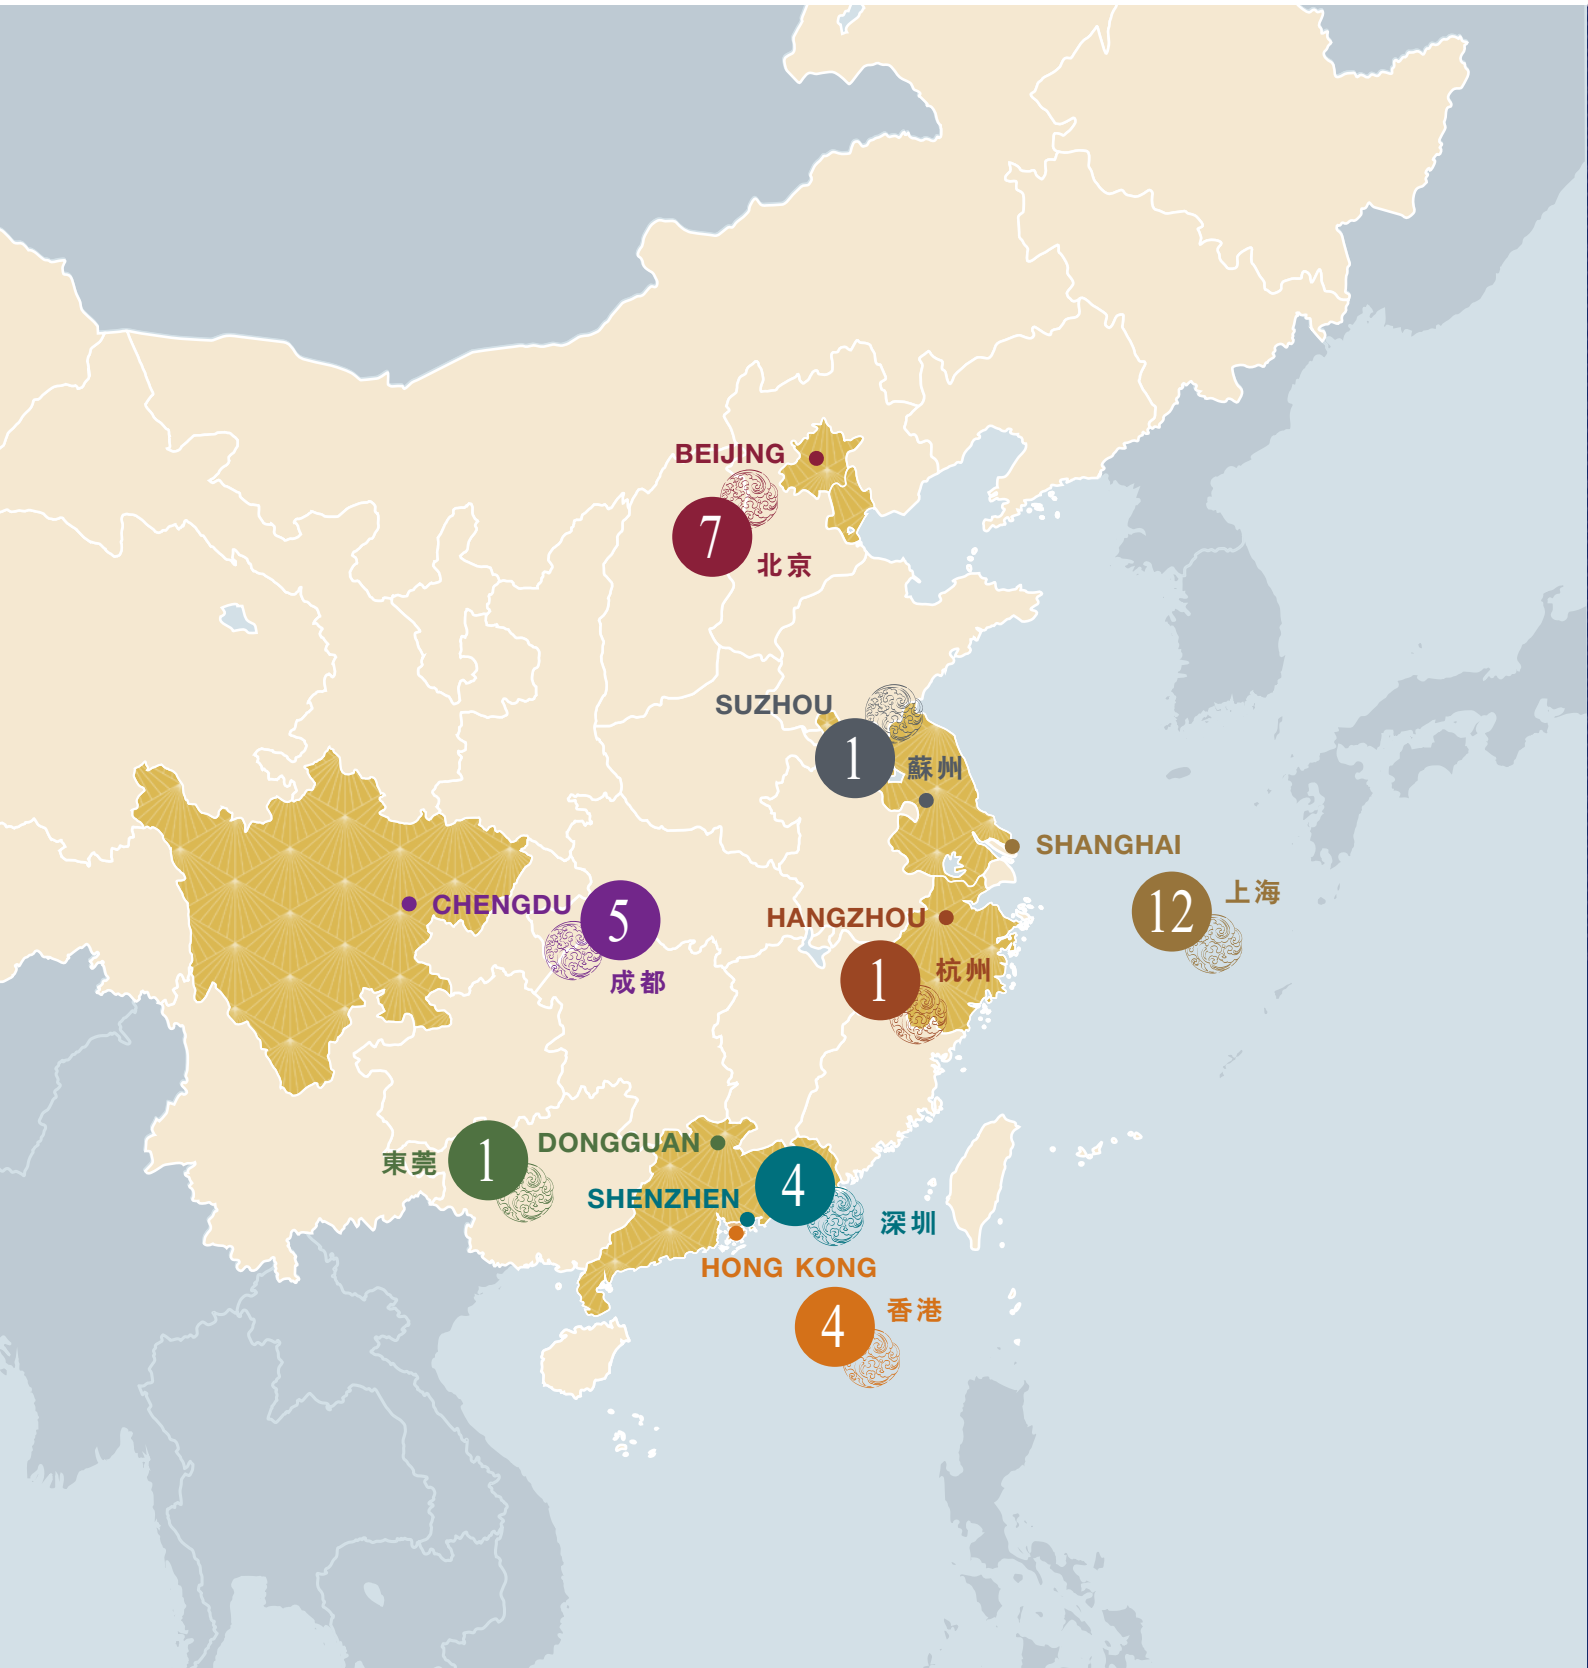 BEIJING
7
北京
SUZHOU
1
蘇州
SHANGHAI
12
上海
CHENGDU
5
成都
HANGZHOU
1
杭州
DONGGUAN
1
東莞
SHENZHEN
4
深圳
HONG KONG
4
香港